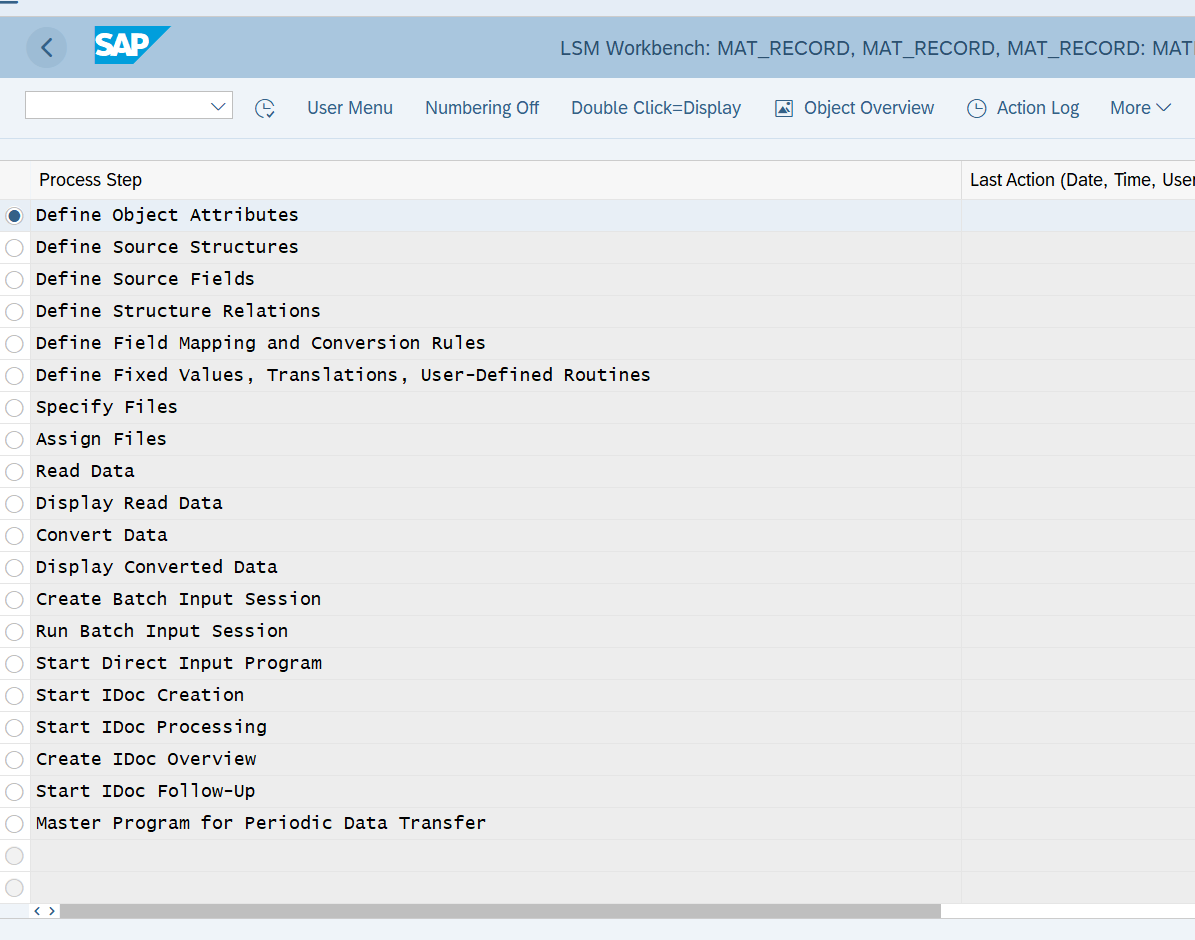 SAP
LSM Workbench: MAT_RECORD, MAT_RECORD, MAT_RECORD: MAT
User Menu Numbering Off Double Click=Display Object Overview Action Log More
Process Step Last Action (Date, Time, User
Define Object Attributes
Define Source Structures
Define Source Fields
Define Structure Relations
Define Field Mapping and Conversion Rules
Define Fixed Values, Translations, User-Defined Routines
Specify Files
Assign Files
Read Data
Display Read Data
Convert Data
Display Converted Data
Create Batch Input Session
Run Batch Input Session
Start Direct Input Program
Start IDoc Creation
Start IDoc Processing
Create IDoc Overview
Start IDoc Follow-Up
Master Program for Periodic Data Transfer